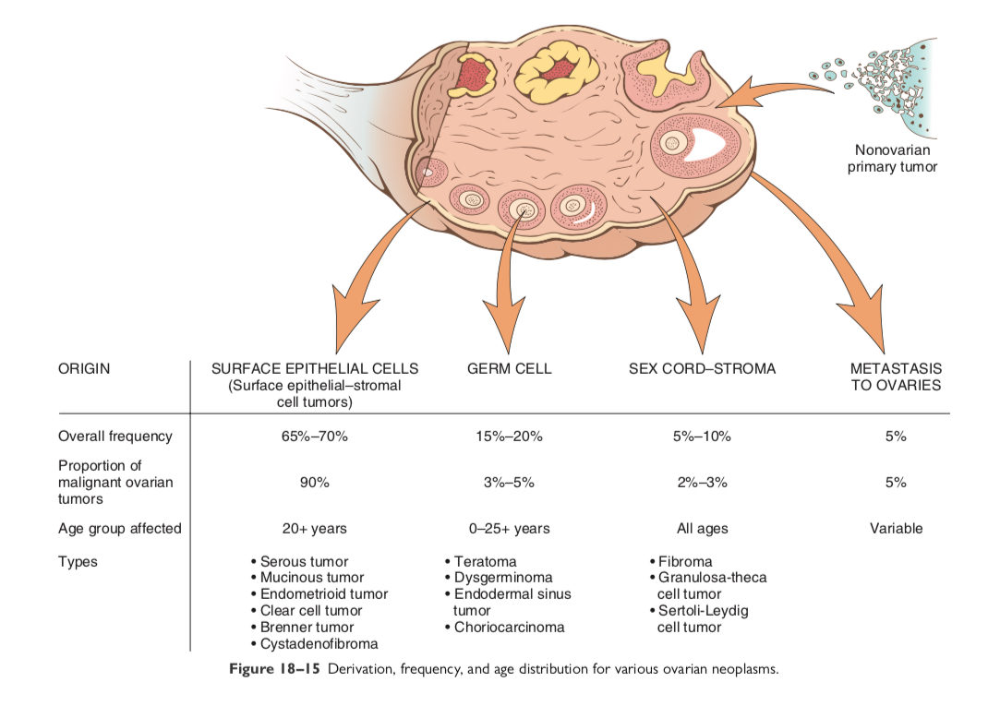 Nonovarian
primary tumor
ORIGIN
SURFACE EPITHELIAL CELLS
(Surface epithelial–stromal
cell tumors)
GERM CELL
SEX CORD–STROMA
METASTASIS
TO OVARIES
Overall frequency
65%–70%
15%–20%
5%–10%
5%
Proportion of
malignant ovarian
tumors
90%
3%–5%
2%–3%
5%
Age group affected
20+ years
0–25+ years
All ages
Variable
Types
• Serous tumor
• Mucinous tumor
• Endometrioid tumor
• Clear cell tumor
• Brenner tumor
• Cystadenofibroma
• Teratoma
• Dysgerminoma
• Endodermal sinus
tumor
• Choriocarcinoma
• Fibroma
• Granulosa-theca
cell tumor
• Sertoli-Leydig
cell tumor
Figure 18–15 Derivation, frequency, and age distribution for various ovarian neoplasms.